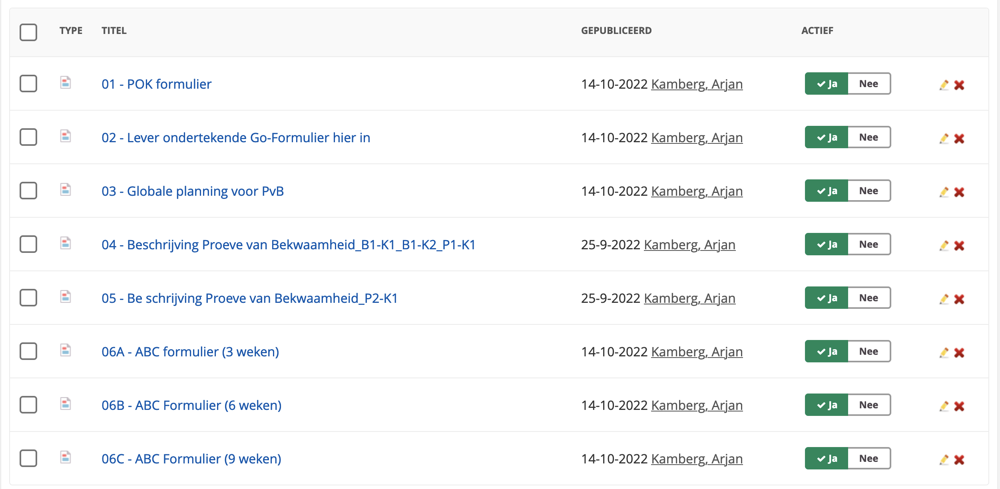 TYPE TITEL GEPUBLICEERD ACTIEF
01 - POK formulier 14-10-2022 Kamberg, Arjan Ja Nee
02 - Lever ondertekende Go-Formulier hier in 14-10-2022 Kamberg, Arjan Ja Nee
03 - Globale planning voor PvB 14-10-2022 Kamberg, Arjan Ja Nee
04 - Beschrijving Proeve van Bekwaamheid_B1-K1_B1-K2_P1-K1 25-9-2022 Kamberg, Arjan Ja Nee
05 - Be schrijving Proeve van Bekwaamheid_P2-K1 25-9-2022 Kamberg, Arjan Ja Nee
06A - ABC formulier (3 weken) 14-10-2022 Kamberg, Arjan Ja Nee
06B - ABC Formulier (6 weken) 14-10-2022 Kamberg, Arjan Ja Nee
06C - ABC Formulier (9 weken) 14-10-2022 Kamberg, Arjan Ja Nee